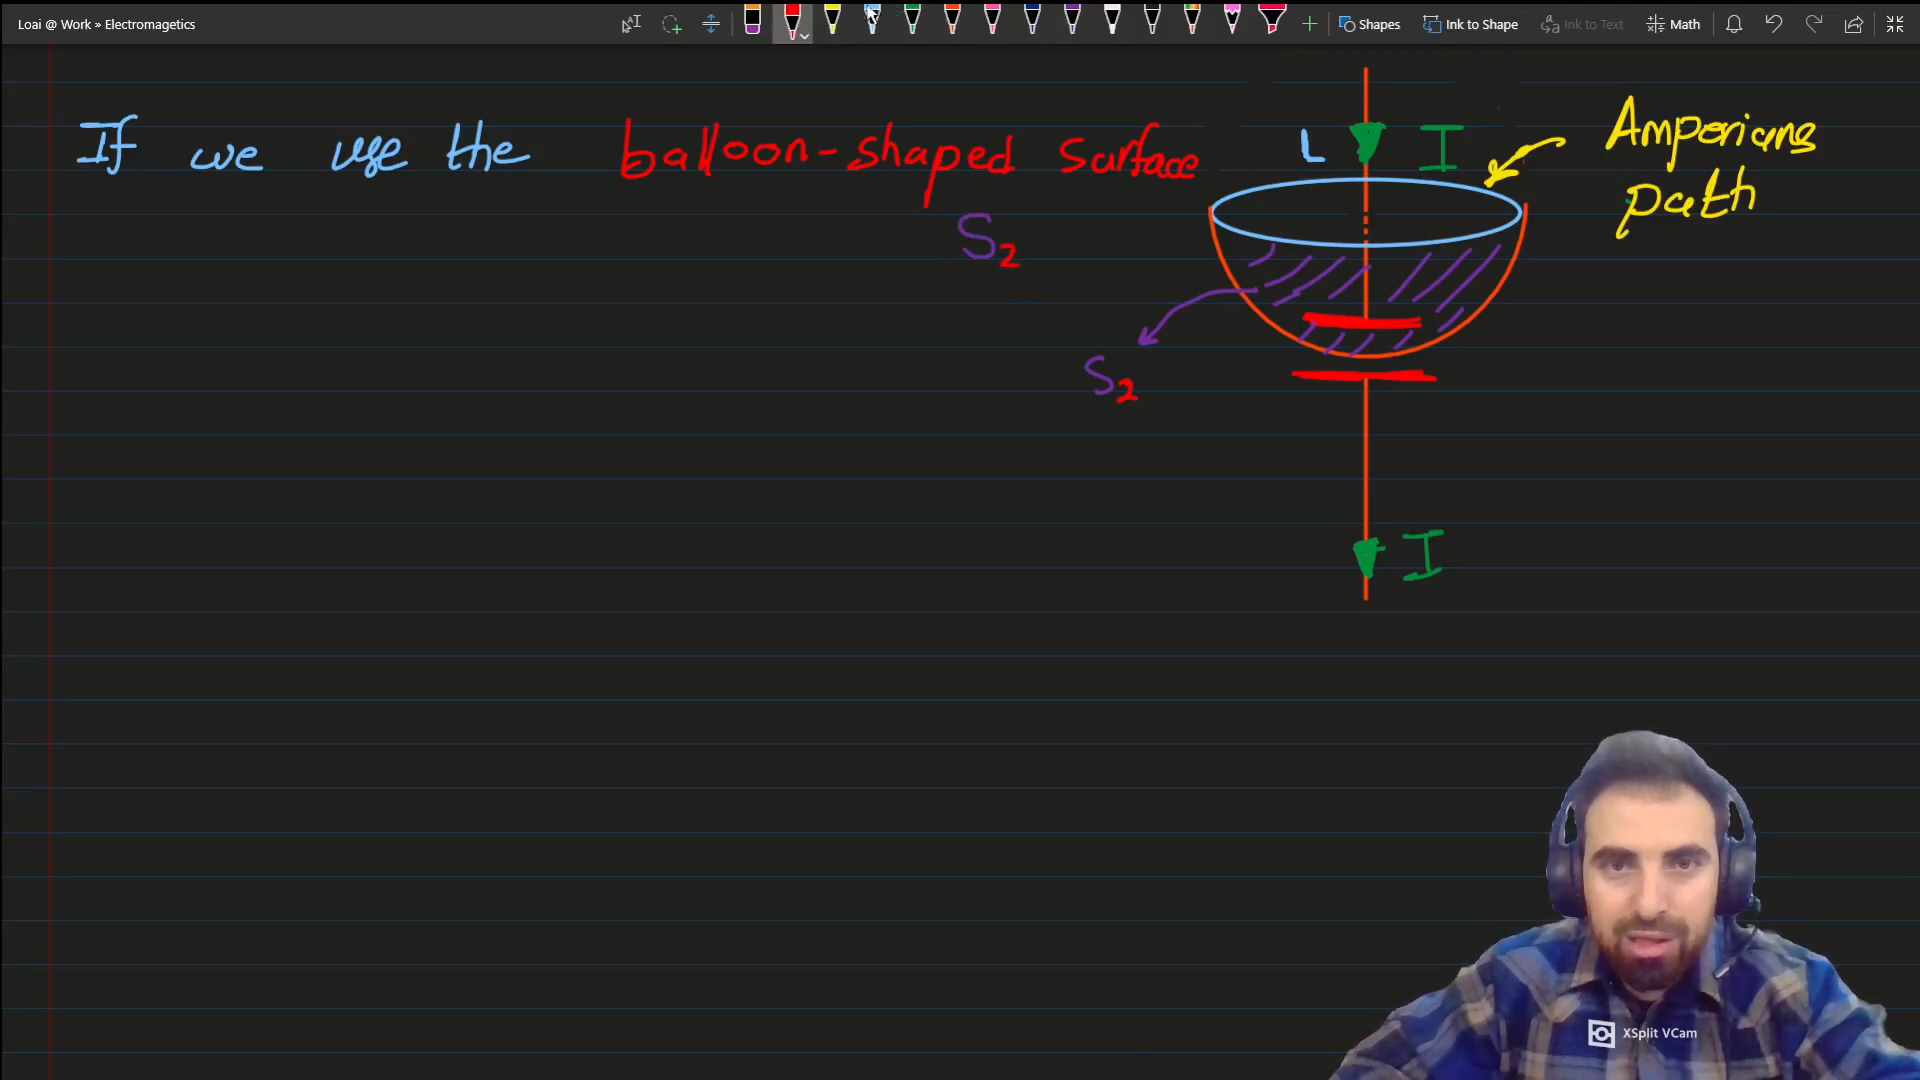 Loai @ Work » Electromagetics
Shapes
Ink to Shape
Ink to Text
Math
If we use the balloon-shaped surface
S2
L
I
Amperians
path
S2
I
XSplit VCam